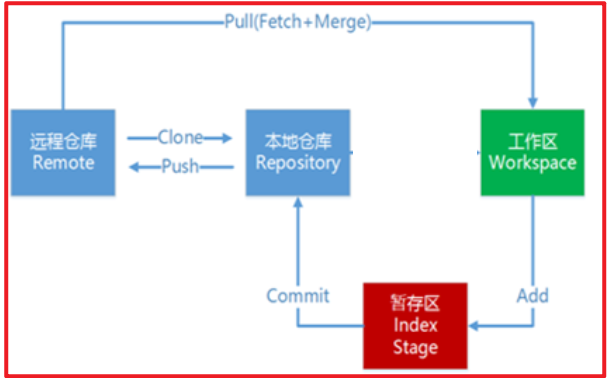 Pull(Fetch+Merge)
远程仓库
Remote
Clone
Push
本地仓库
Repository
工作区
Workspace
Commit
暂存区
Index
Stage
Add